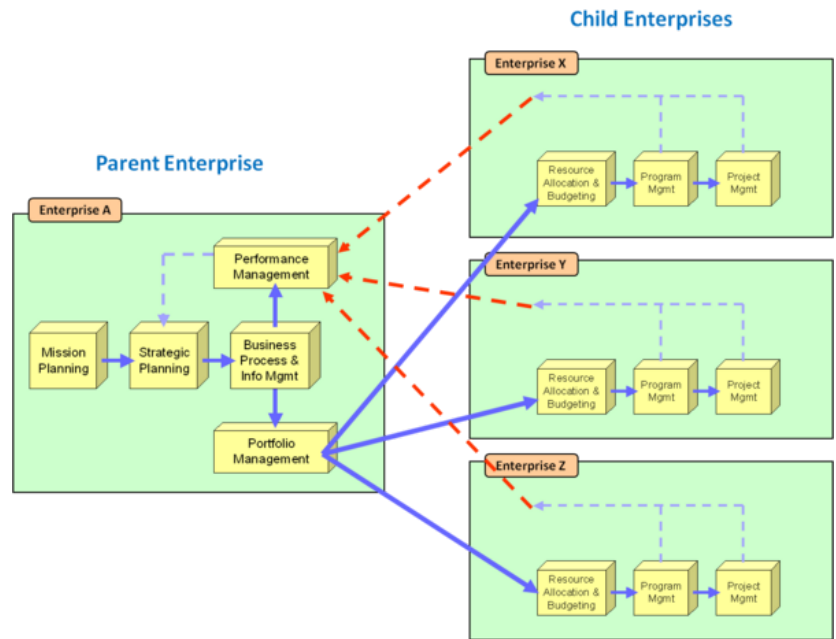 Child Enterprises
Enterprise X
Resource
Allocation &
Budgeting
Program
Mgmt
Project
Mgmt
Parent Enterprise
Enterprise A
Performance
Management
Mission
Planning
Strategic
Planning
Business
Process &
Info Mgmt
Portfolio
Management
Enterprise Y
Resource
Allocation &
Budgeting
Program
Mgmt
Project
Mgmt
Enterprise Z
Resource
Allocation &
Budgeting
Program
Mgmt
Project
Mgmt